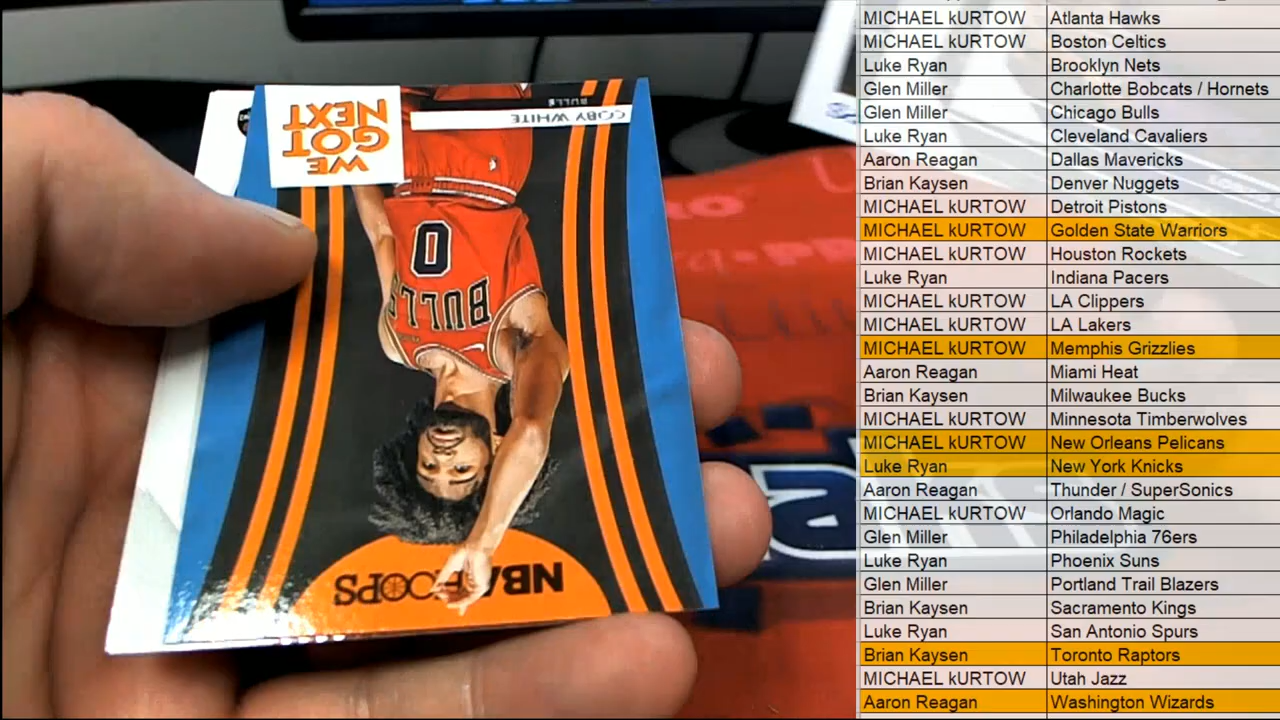 WE
GOT
NEXT
COBY WHITE
BULLS
0
BULLS
NBA HOOPS
MICHAEL kURTOW Atlanta Hawks
MICHAEL kURTOW Boston Celtics
Luke Ryan Brooklyn Nets
Glen Miller Charlotte Bobcats / Hornets
Glen Miller Chicago Bulls
Luke Ryan Cleveland Cavaliers
Aaron Reagan Dallas Mavericks
Brian Kaysen Denver Nuggets
MICHAEL kURTOW Detroit Pistons
MICHAEL kURTOW Golden State Warriors
MICHAEL kURTOW Houston Rockets
Luke Ryan Indiana Pacers
MICHAEL kURTOW LA Clippers
MICHAEL kURTOW LA Lakers
MICHAEL kURTOW Memphis Grizzlies
Aaron Reagan Miami Heat
Brian Kaysen Milwaukee Bucks
MICHAEL kURTOW Minnesota Timberwolves
MICHAEL kURTOW New Orleans Pelicans
Luke Ryan New York Knicks
Aaron Reagan Thunder / SuperSonics
MICHAEL kURTOW Orlando Magic
Glen Miller Philadelphia 76ers
Luke Ryan Phoenix Suns
Glen Miller Portland Trail Blazers
Brian Kaysen Sacramento Kings
Luke Ryan San Antonio Spurs
Brian Kaysen Toronto Raptors
MICHAEL kURTOW Utah Jazz
Aaron Reagan Washington Wizards